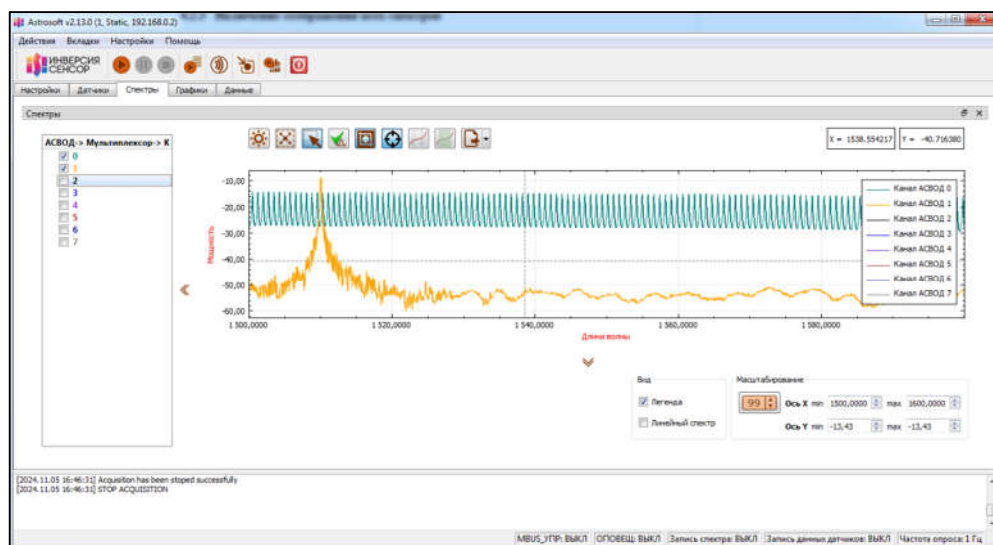 4.2.3 Включению отображения всех спектров
Astrosoft v2.13.0 (1, Static, 192.168.0.2)
Действия Вкладки Настройки Помощь
ИНВЕРСИЯ
СЕНСОР
Настройки Датчики Спектры Графики Данные
Спектры
X = 1538.554217 Y = -40.716380
АСВОД-> Мультиплексор-> К
0
1
2
3
4
5
6
7
Мощность
-10,00
-20,00
-30,00
-40,00
-50,00
-60,00
1 500,0000 1 520,0000 1 540,0000 1 560,0000 1 580,0000
Длина волны
Канал АСВОД 0
Канал АСВОД 1
Канал АСВОД 2
Канал АСВОД 3
Канал АСВОД 4
Канал АСВОД 5
Канал АСВОД 6
Канал АСВОД 7
Вид
Легенда
Линейный спектр
Масштабирование
99 Ось X min 1500,0000 max 1600,0000
Ось Y min -13,43 max -13,43
[2024.11.05 16:46:31] Acquisition has been stoped successfully
[2024.11.05 16:46:31] STOP ACQUISITION
MBUS_УПР: ВЫКЛ ОПОВЕЩ: ВЫКЛ Запись спектра: ВЫКЛ Запись данных датчиков: ВЫКЛ Частота опроса: 1 Гц